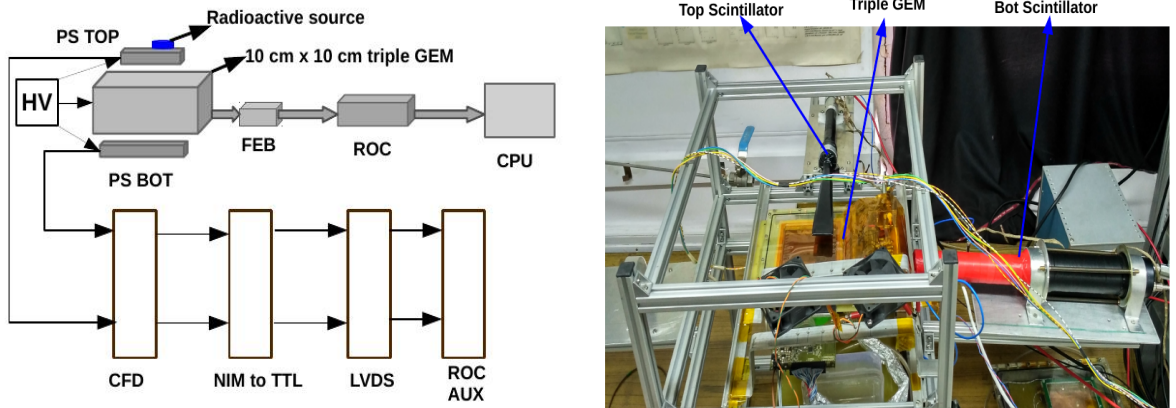 Radioactive source
PS TOP
10 cm x 10 cm triple GEM
HV
FEB
ROC
CPU
PS BOT
CFD
NIM to TTL
LVDS
ROC
AUX
Top Scintillator
Triple GEM
Bot Scintillator